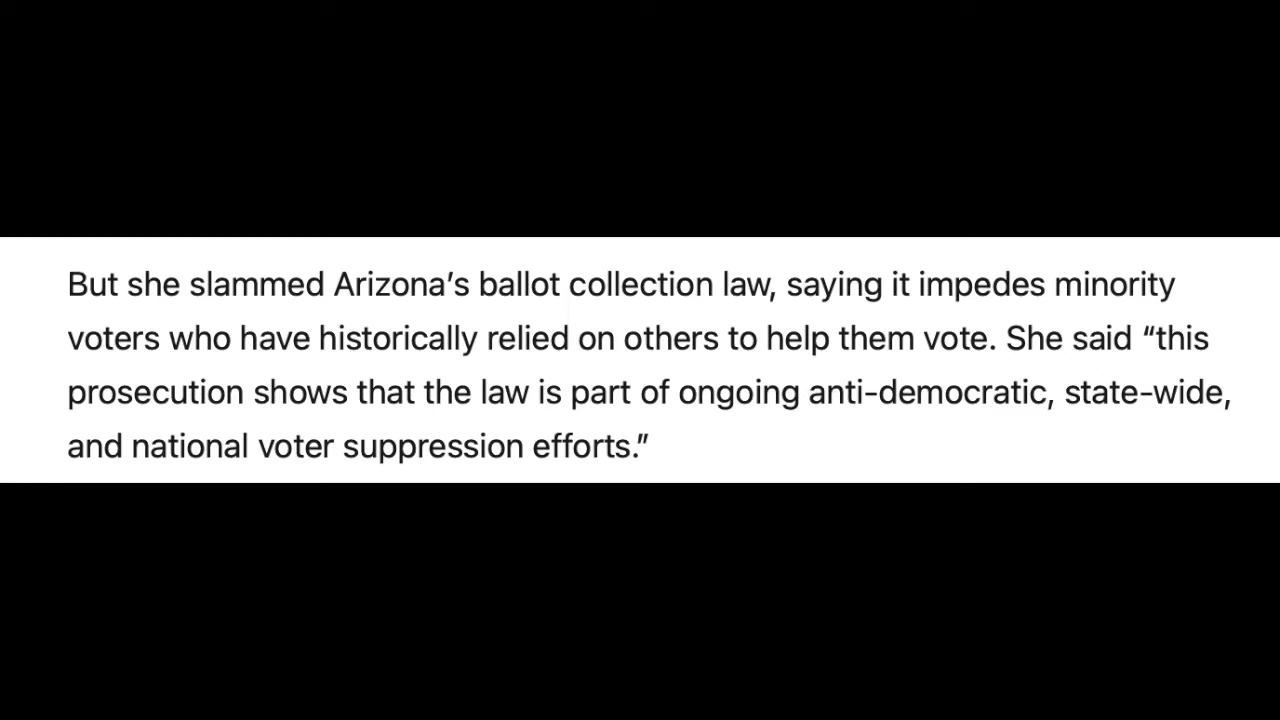 But she slammed Arizona’s ballot collection law, saying it impedes minority
voters who have historically relied on others to help them vote. She said “this
prosecution shows that the law is part of ongoing anti-democratic, state-wide,
and national voter suppression efforts.”